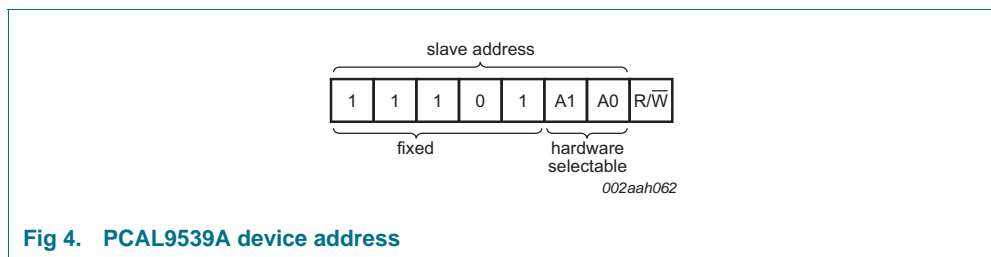 slave address
1 1 1 0 1 A1 A0 R/W̅
fixed hardware
selectable
002aah062
Fig 4. PCAL9539A device address